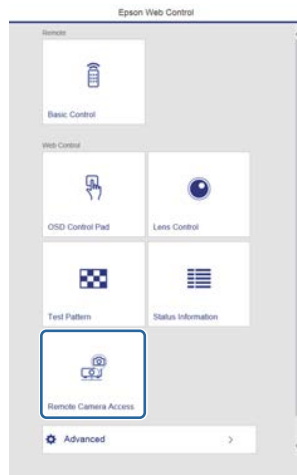 Epson Web Control
Remote
Basic Control
Web Control
OSD Control Pad
Lens Control
Test Pattern
Status Information
Remote Camera Access
Advanced